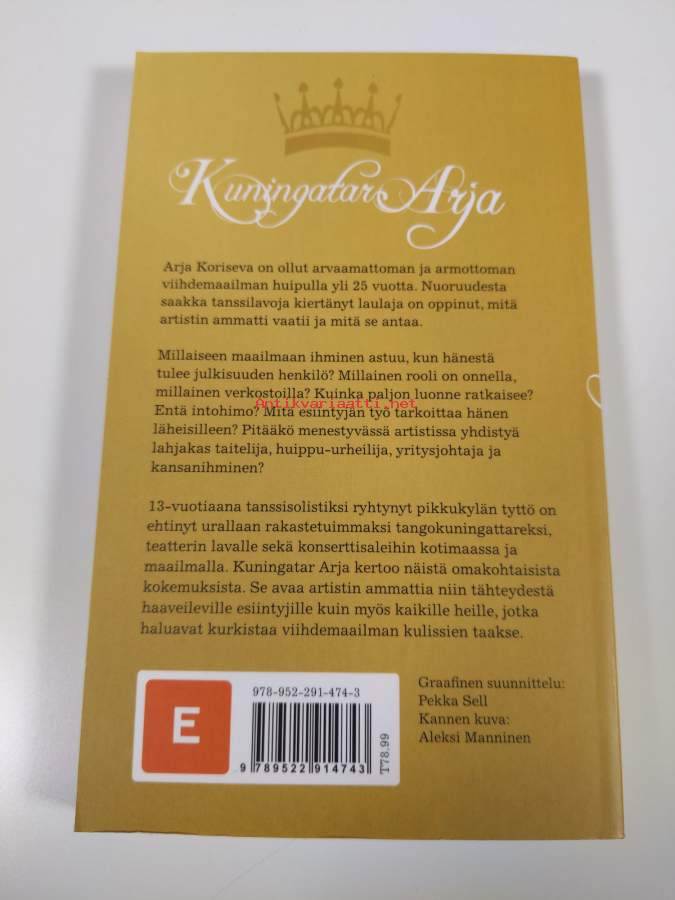 Kuningatar Arja
Arja Koriseva on ollut arvaamattoman ja armottoman
viihdemaailman huipulla yli 25 vuotta. Nuoruudesta
saakka tanssilavoja kiertänyt laulaja on oppinut, mitä
artistin ammatti vaatii ja mitä se antaa.
Millaiseen maailmaan ihminen astuu, kun hänestä
tulee julkisuuden henkilö? Millainen rooli on onnella,
millainen verkostoilla? Kuinka paljon luonne ratkaisee?
Antikvariaatti.net
Entä intohimo? Mitä esiintyjän työ tarkoittaa hänen
läheisilleen? Pitääkö menestyvässä artistissa yhdistyä
lahjakas taitelija, huippu-urheilija, yritysjohtaja ja
kansanihminen?
13-vuotiaana tanssisolistiksi ryhtynyt pikkukylän tyttö on
ehtinyt urallaan rakastetuimmaksi tangokuningattareksi,
teatterin lavalle sekä konserttisaleihin kotimaassa ja
maailmalla. Kuningatar Arja kertoo näistä omakohtaisista
kokemuksista. Se avaa artistin ammattia niin tähteydestä
haaveileville esiintyjille kuin myös kaikille heille, jotka
haluavat kurkistaa viihdemaailman kulissien taakse.
E
978-952-291-474-3
9 789522 914743
T78.99
Graafinen suunnittelu:
Pekka Sell
Kannen kuva:
Aleksi Manninen